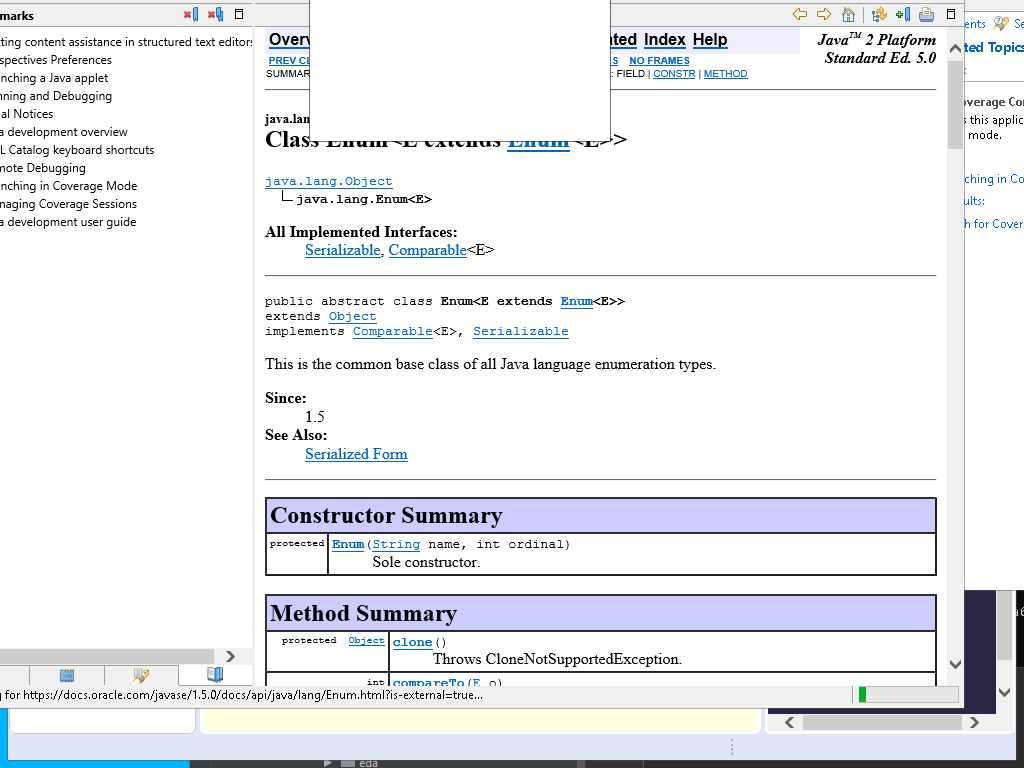 marks
ting content assistance in structured text editors
spectives Preferences
nching a Java applet
nning and Debugging
al Notices
a development overview
L Catalog keyboard shortcuts
mote Debugging
nching in Coverage Mode
naging Coverage Sessions
a development user guide
Overv ated Index Help
Java™ 2 Platform
Standard Ed. 5.0
PREV CL S NO FRAMES
SUMMAR : FIELD | CONSTR | METHOD
java.lan
Class Enum<E extends Enum<E>>
java.lang.Object
java.lang.Enum<E>
All Implemented Interfaces:
Serializable, Comparable<E>
public abstract class Enum<E extends Enum<E>>
extends Object
implements Comparable<E>, Serializable
This is the common base class of all Java language enumeration types.
Since:
1.5
See Also:
Serialized Form
Constructor Summary
protected Enum(String name, int ordinal)
Sole constructor.
Method Summary
protected Object clone()
Throws CloneNotSupportedException.
int compareTo(E o)
for https://docs.oracle.com/javase/1.5.0/docs/api/java/lang/Enum.html?is-external=true...
ents Se
ted Topics
:
verage Co
s this applic
mode.
ching in Co
ults:
h for Cover
a6
eda